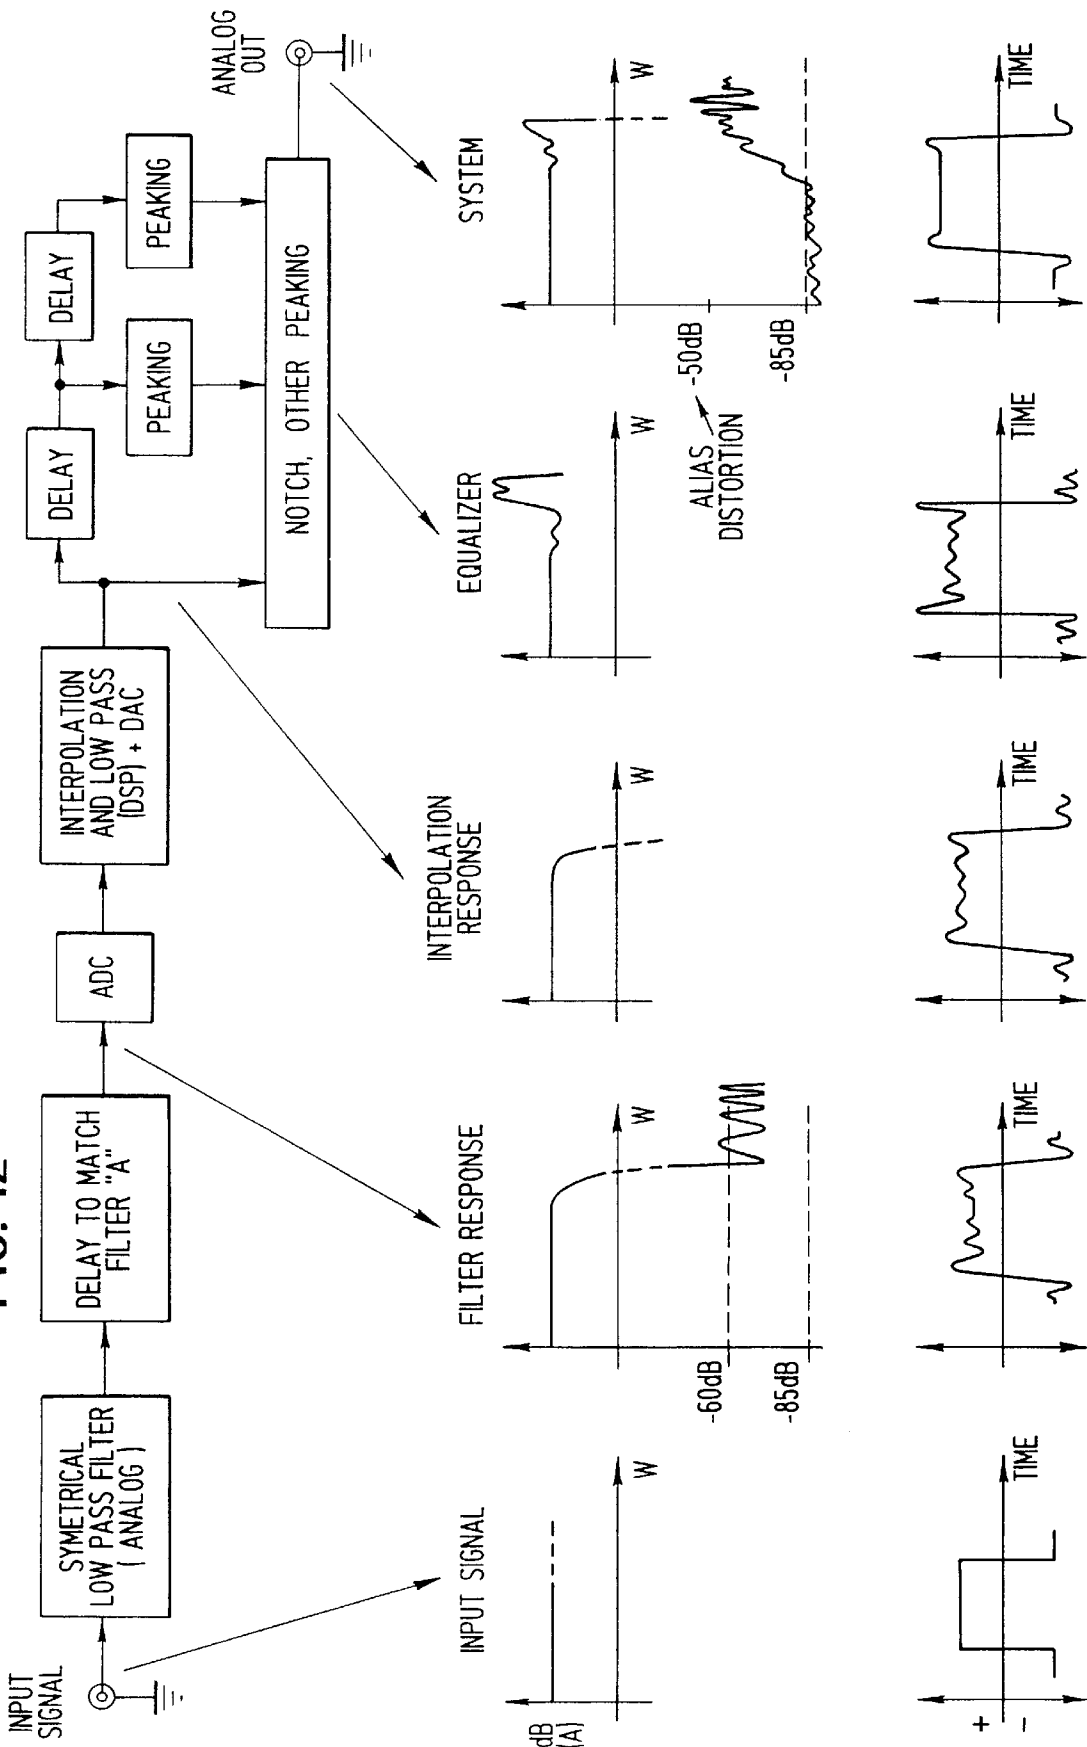 FIG. 12
INPUT
SIGNAL
SYMETRICAL
LOW PASS FILTER
( ANALOG )
DELAY TO MATCH
FILTER "A"
ADC
INTERPOLATION
AND LOW PASS
(DSP) + DAC
DELAY
DELAY
PEAKING
PEAKING
NOTCH, OTHER PEAKING
ANALOG
OUT
INPUT SIGNAL
FILTER RESPONSE
INTERPOLATION
RESPONSE
EQUALIZER
SYSTEM
dB
(A)
W
W
W
W
W
-60dB
-85dB
ALIAS
DISTORTION
-50dB
-85dB
+
-
TIME
TIME
TIME
TIME
TIME